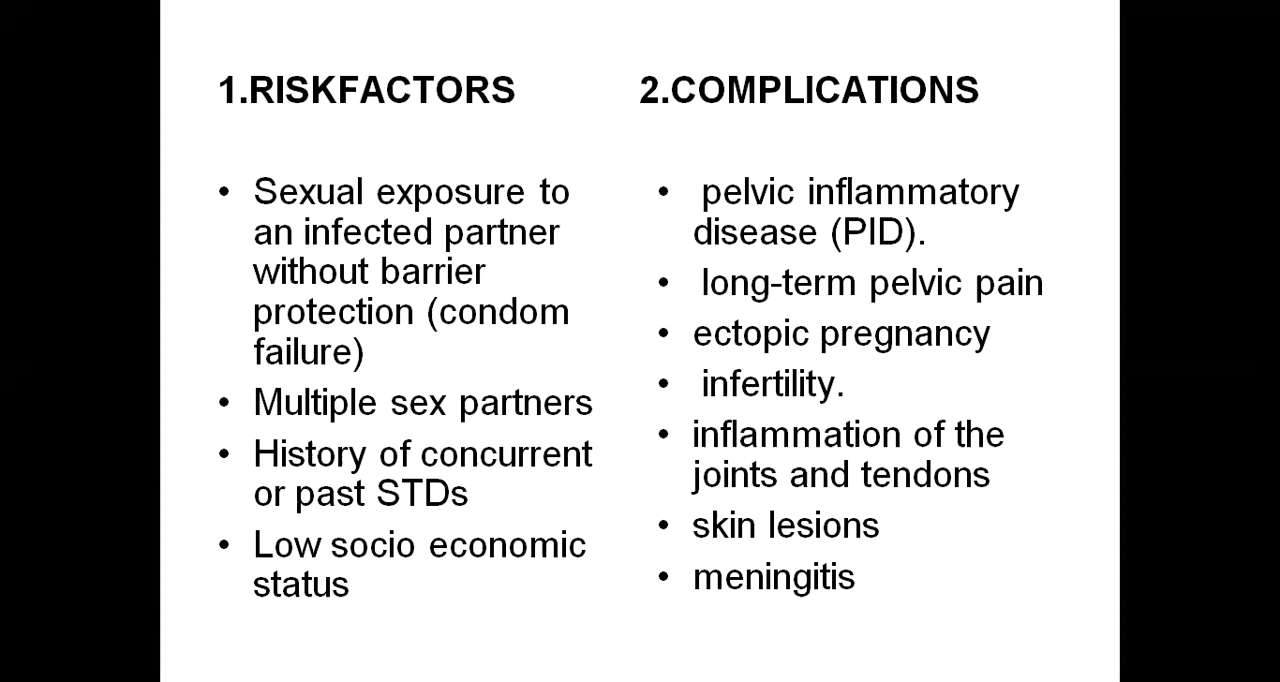 1.RISKFACTORS
• Sexual exposure to
an infected partner
without barrier
protection (condom
failure)
• Multiple sex partners
• History of concurrent
or past STDs
• Low socio economic
status
2.COMPLICATIONS
• pelvic inflammatory
disease (PID).
• long-term pelvic pain
• ectopic pregnancy
• infertility.
• inflammation of the
joints and tendons
• skin lesions
• meningitis